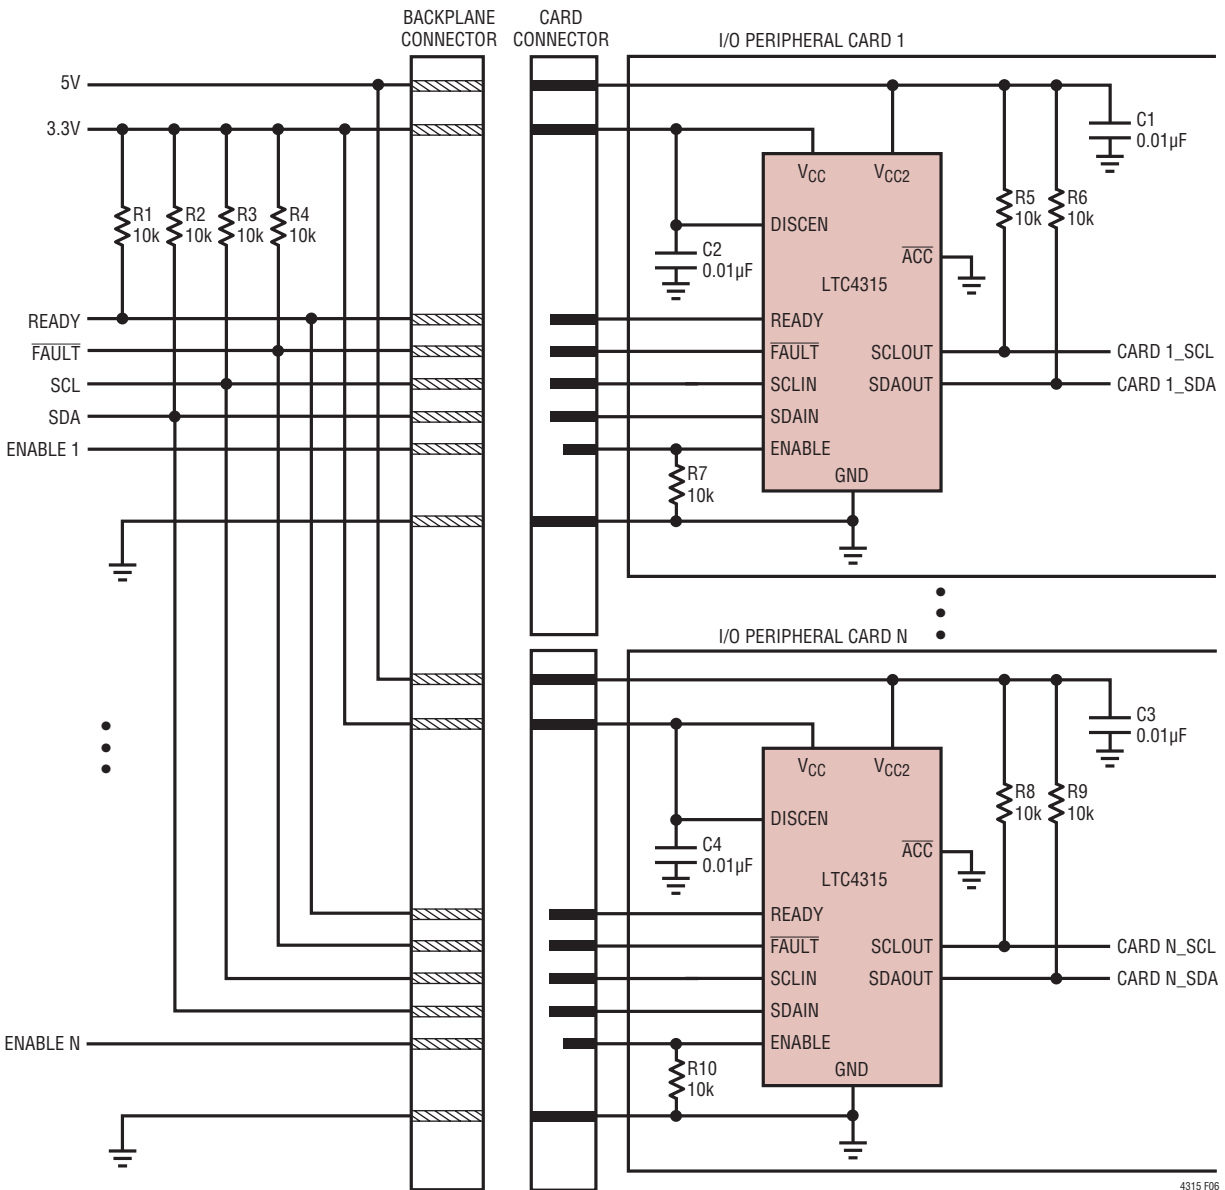 BACKPLANE
CONNECTOR
CARD
CONNECTOR
I/O PERIPHERAL CARD 1
5V
3.3V
R1
10k
R2
10k
R3
10k
R4
10k
READY
FAULT
SCL
SDA
ENABLE 1
VCC
VCC2
DISCEN
ACC
LTC4315
READY
FAULT
SCLIN
SDAIN
ENABLE
GND
SCLOUT
SDAOUT
C2
0.01µF
R7
10k
R5
10k
R6
10k
C1
0.01µF
CARD 1_SCL
CARD 1_SDA
I/O PERIPHERAL CARD N
VCC
VCC2
DISCEN
ACC
LTC4315
READY
FAULT
SCLIN
SDAIN
ENABLE
GND
SCLOUT
SDAOUT
C4
0.01µF
R10
10k
R8
10k
R9
10k
C3
0.01µF
CARD N_SCL
CARD N_SDA
ENABLE N
4315 F06